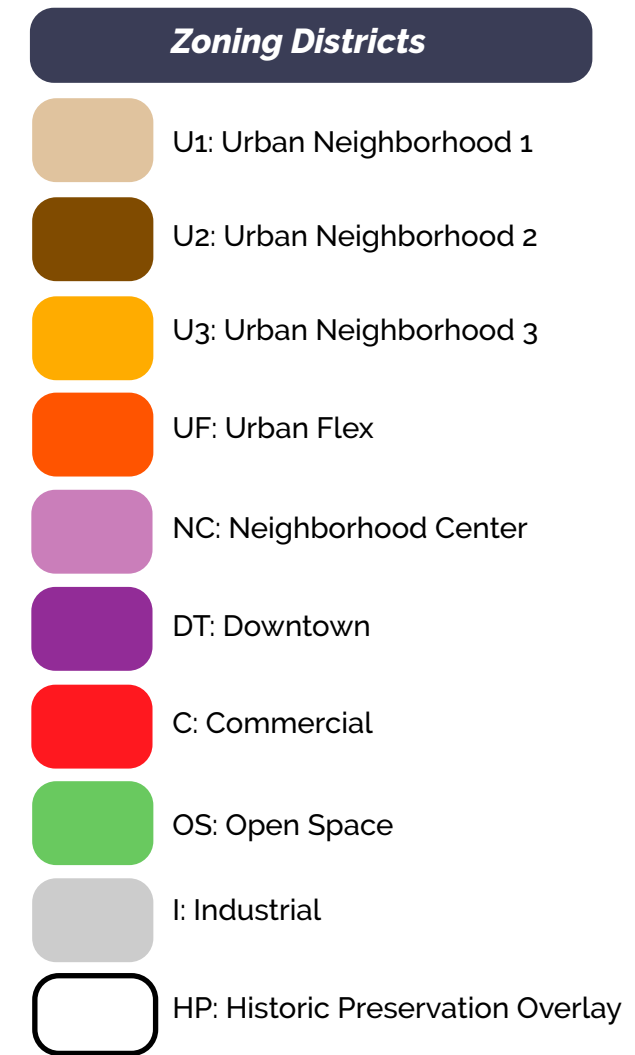 Zoning Districts
U1: Urban Neighborhood 1
U2: Urban Neighborhood 2
U3: Urban Neighborhood 3
UF: Urban Flex
NC: Neighborhood Center
DT: Downtown
C: Commercial
OS: Open Space
I: Industrial
HP: Historic Preservation Overlay